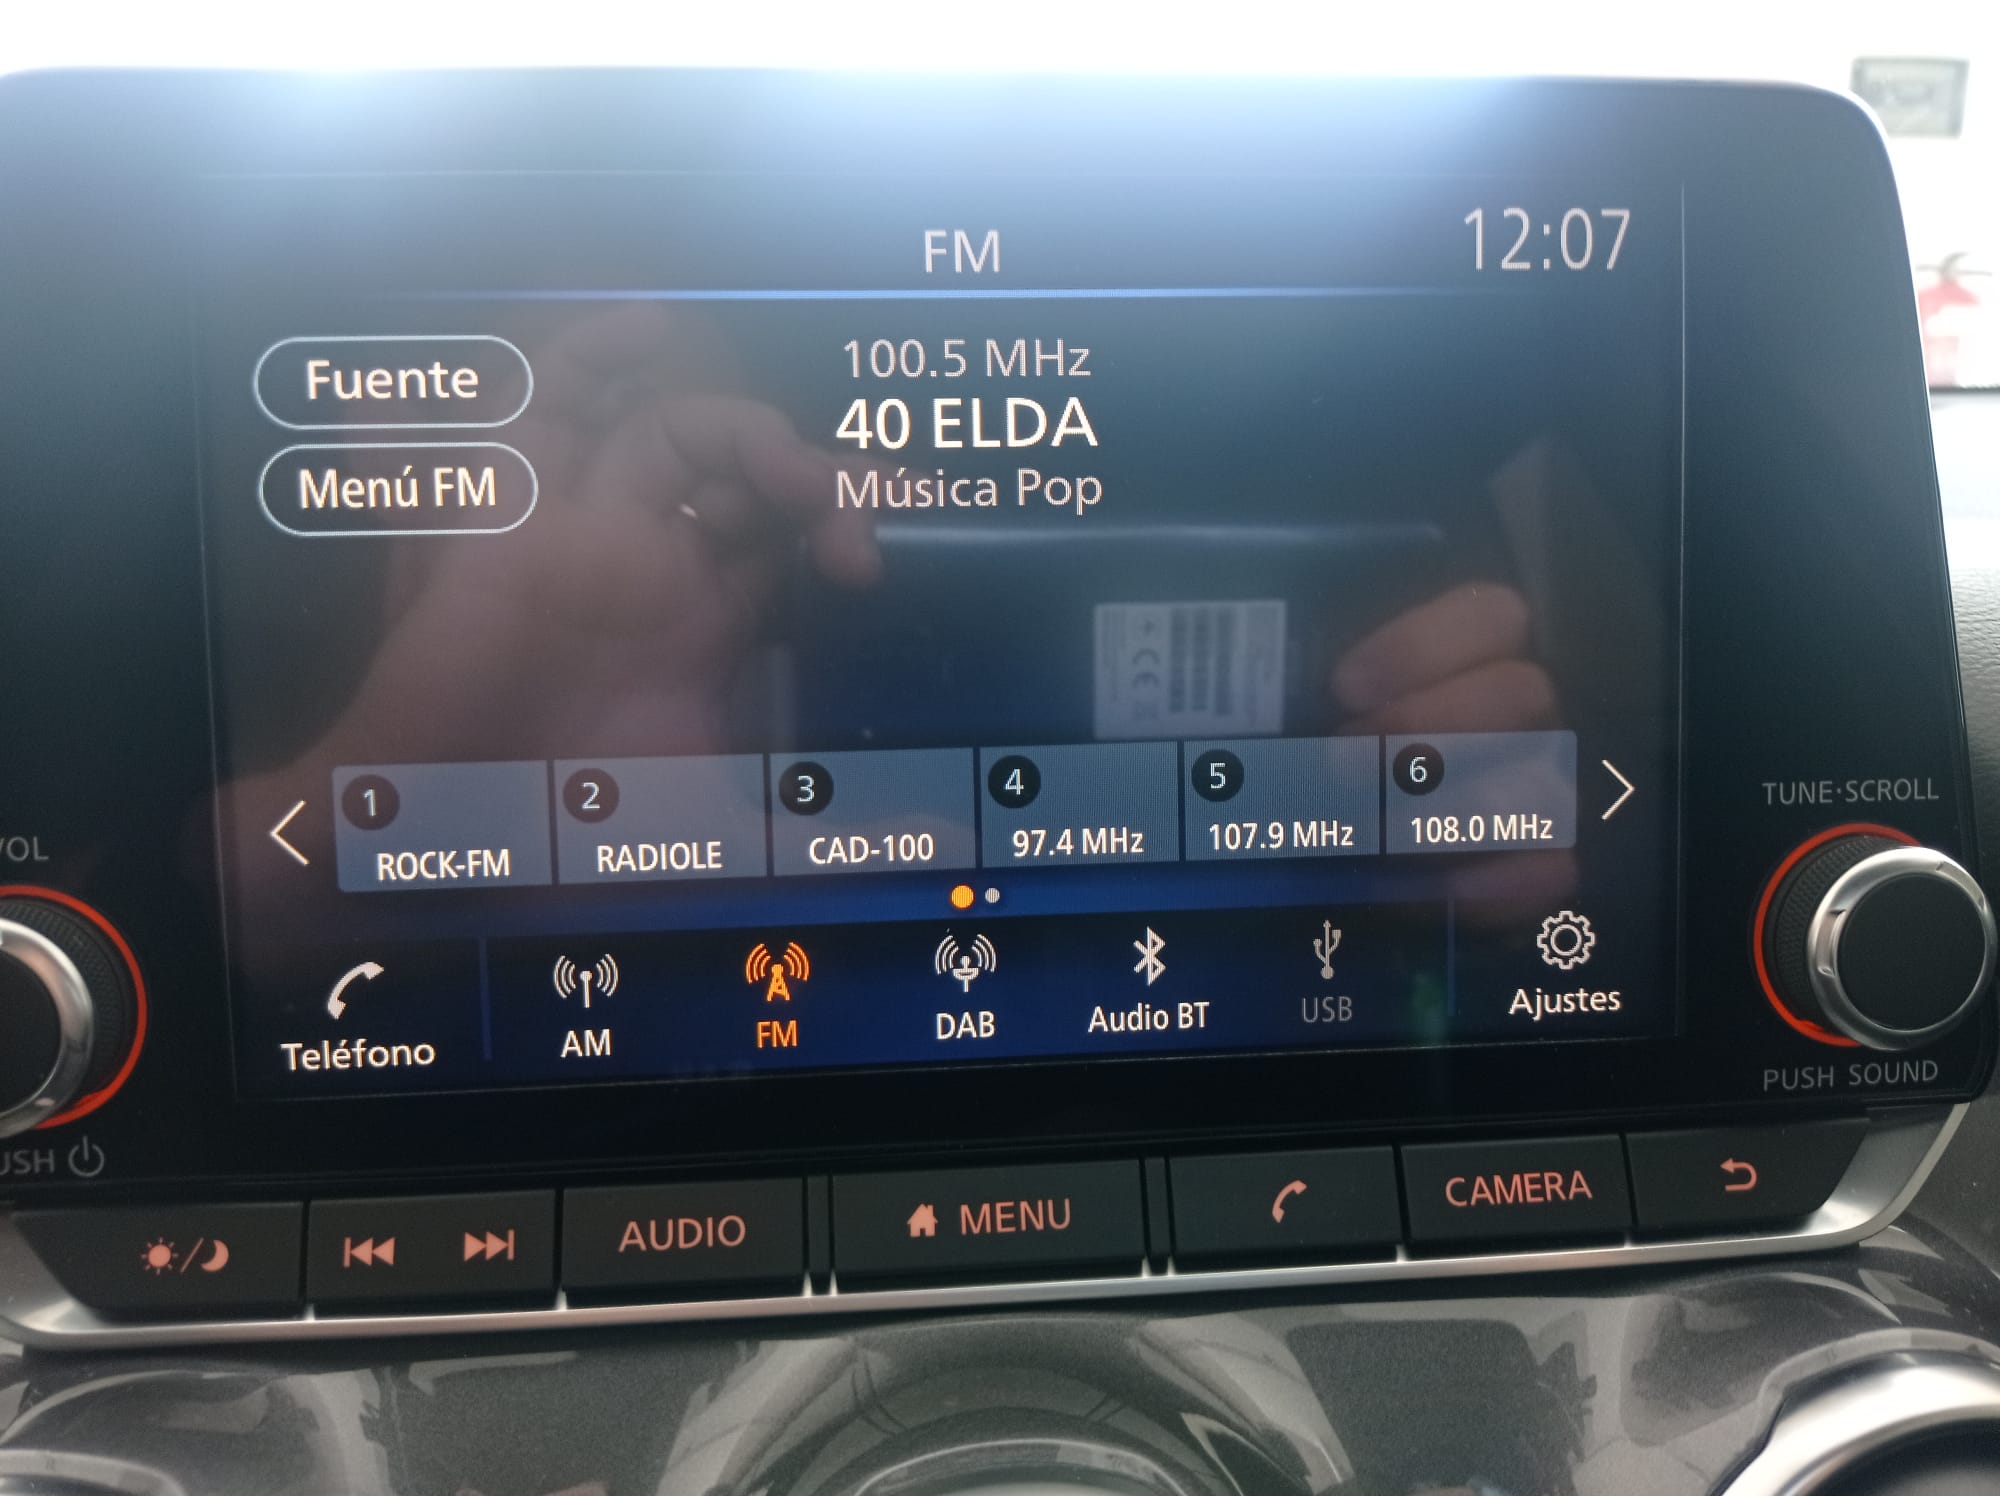 FM
12:07
Fuente
Menú FM
100.5 MHz
40 ELDA
Música Pop
1
ROCK-FM
2
RADIOLE
3
CAD-100
4
97.4 MHz
5
107.9 MHz
6
108.0 MHz
Teléfono
AM
FM
DAB
Audio BT
USB
Ajustes
TUNE·SCROLL
PUSH SOUND
AUDIO
MENU
CAMERA